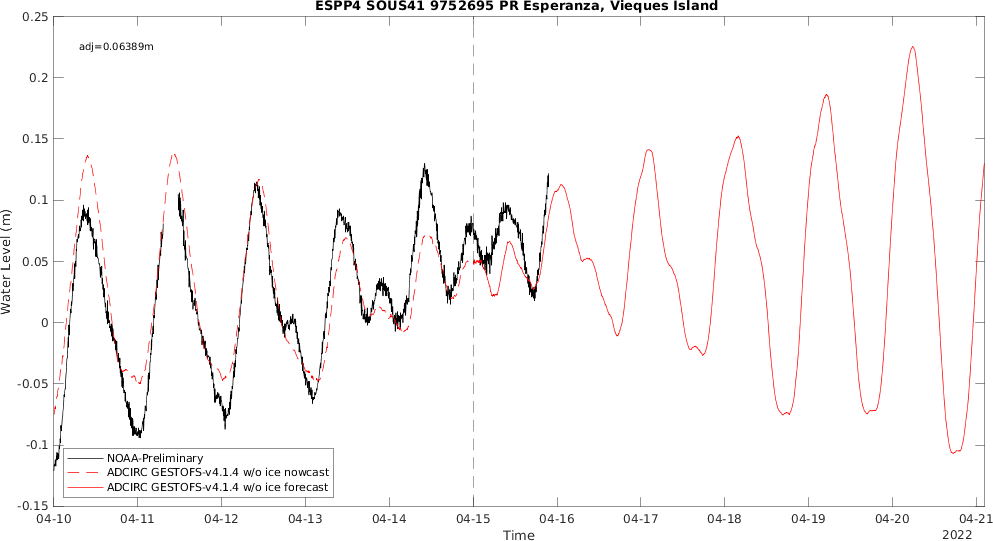 ESPP4 SOUS41 9752695 PR Esperanza, Vieques Island
adj=0.06389m
0.25
0.2
0.15
0.1
0.05
0
-0.05
-0.1
-0.15
Water Level (m)
NOAA-Preliminary
ADCIRC GESTOFS-v4.1.4 w/o ice nowcast
ADCIRC GESTOFS-v4.1.4 w/o ice forecast
04-10 04-11 04-12 04-13 04-14 04-15 04-16 04-17 04-18 04-19 04-20 04-21
Time
2022